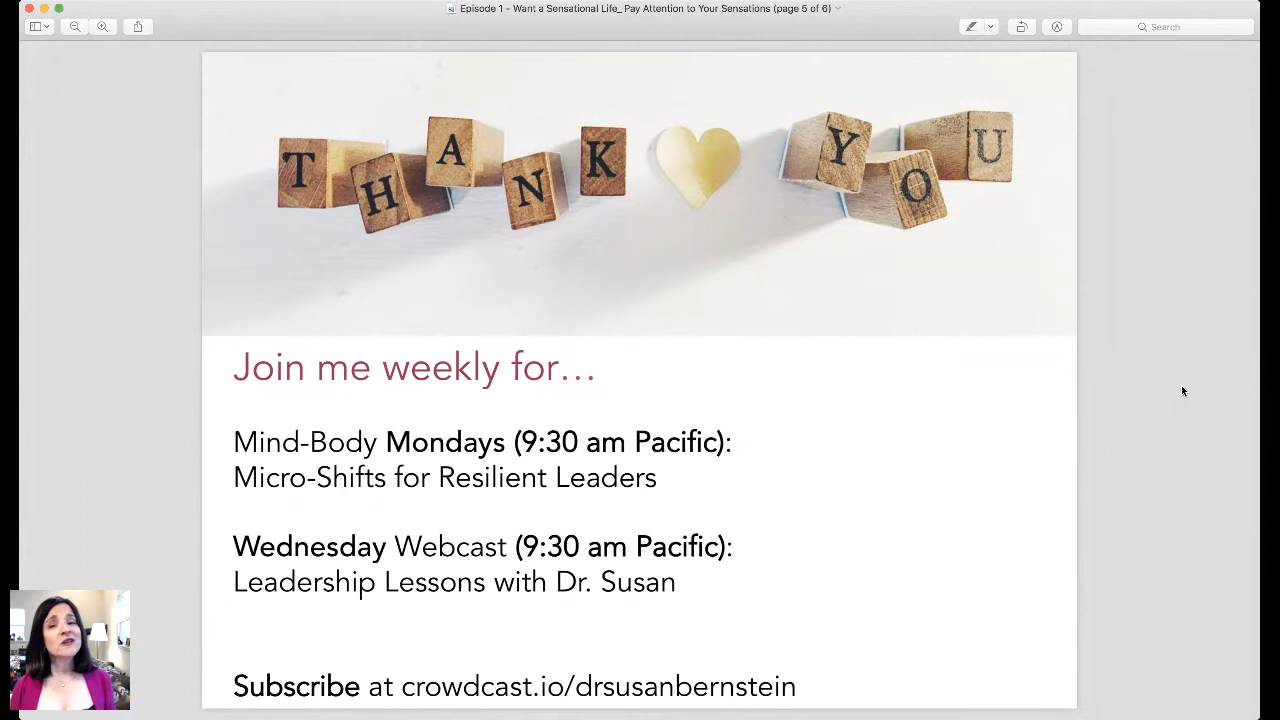 Episode 1 - Want a Sensational Life_ Pay Attention to Your Sensations (page 5 of 6)
Search
THANK YOU
Join me weekly for…
Mind-Body Mondays (9:30 am Pacific):
Micro-Shifts for Resilient Leaders
Wednesday Webcast (9:30 am Pacific):
Leadership Lessons with Dr. Susan
Subscribe at crowdcast.io/drsusanbernstein